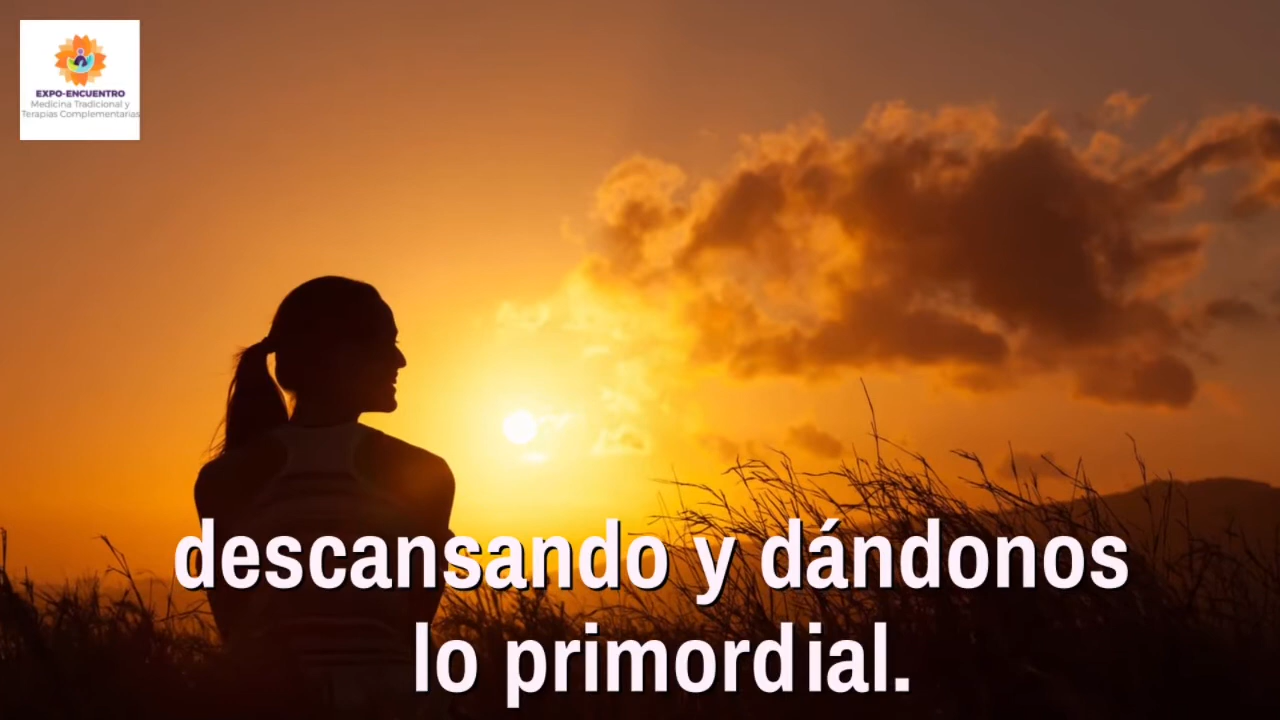 EXPO-ENCUENTRO
Medicina Tradicional y
Terapias Complementarias
descansando y dándonos
lo primordial.